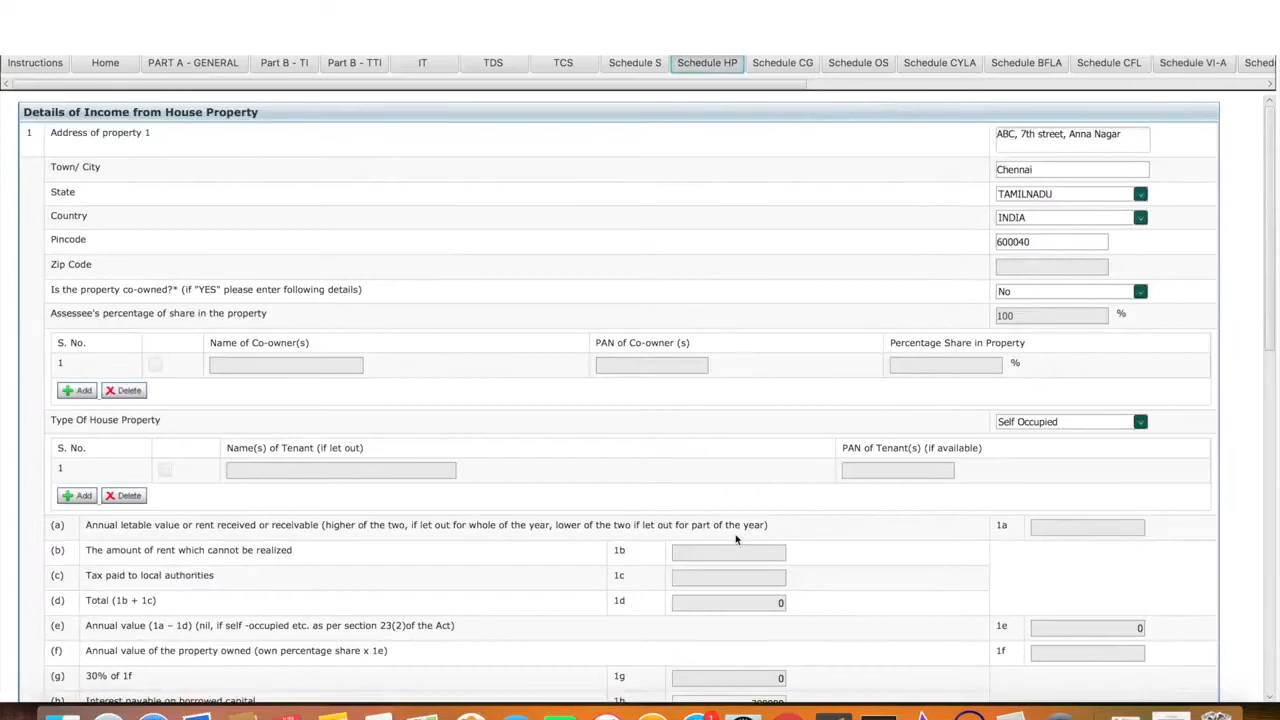 Instructions Home PART A - GENERAL Part B - TI Part B - TTI IT TDS TCS Schedule S Schedule HP Schedule CG Schedule OS Schedule CYLA Schedule BFLA Schedule CFL Schedule VI-A
Details of Income from House Property
1 Address of property 1 ABC, 7th street, Anna Nagar
Town/ City Chennai
State TAMILNADU
Country INDIA
Pincode 600040
Zip Code
Is the property co-owned?* (if "YES" please enter following details) No
Assessee's percentage of share in the property 100 %
S. No. Name of Co-owner(s) PAN of Co-owner (s) Percentage Share in Property
1 %
Add Delete
Type Of House Property Self Occupied
S. No. Name(s) of Tenant (if let out) PAN of Tenant(s) (if available)
1
Add Delete
(a) Annual letable value or rent received or receivable (higher of the two, if let out for whole of the year, lower of the two if let out for part of the year) 1a
(b) The amount of rent which cannot be realized 1b
(c) Tax paid to local authorities 1c
(d) Total (1b + 1c) 1d 0
(e) Annual value (1a – 1d) (nil, if self -occupied etc. as per section 23(2)of the Act) 1e 0
(f) Annual value of the property owned (own percentage share x 1e) 1f
(g) 30% of 1f 1g 0
(h) Interest payable on borrowed capital 1h